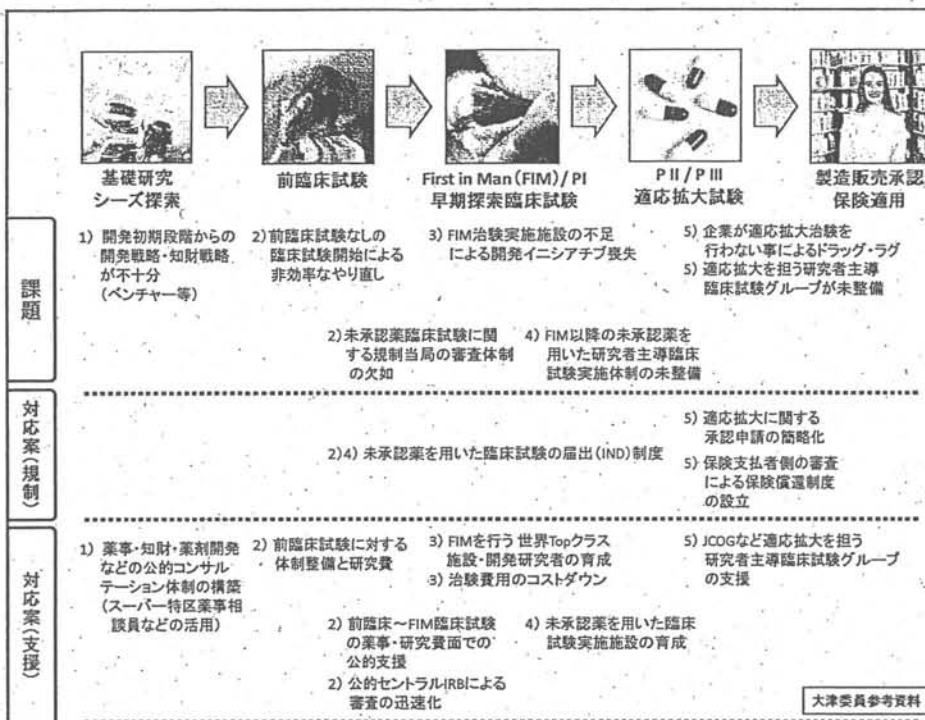 基礎研究
シーズ探索
前臨床試験
First in Man(FIM)/PI
早期探索臨床試験
PⅡ/PⅢ
適応拡大試験
製造販売承認
保険適用
課題
1) 開発初期段階からの
開発戦略・知財戦略
が不十分
(ベンチャー等)
2)前臨床試験なしの
臨床試験開始による
非効率なやり直し
3) FIM治験実施施設の不足
による開発イニシアチブ喪失
5) 企業が適応拡大治験を
行わない事によるドラッグ・ラグ
5) 適応拡大を担う研究者主導
臨床試験グループが未整備
2)未承認薬臨床試験に関
する規制当局の審査体制
の欠如
4) FIM以降の未承認薬を
用いた研究者主導臨床
試験実施体制の未整備
対応案(規制)
2)4) 未承認薬を用いた臨床試験の届出(IND)制度
5) 適応拡大に関する
承認申請の簡略化
5) 保険支払者側の審査
による保険償還制度
の設立
対応案(支援)
1) 薬事・知財・薬剤開発
などの公的コンサル
テーション体制の構築
(スーパー特区薬事相
談員などの活用)
2) 前臨床試験に対する
体制整備と研究費
3) FIMを行う 世界Topクラス
施設・開発研究者の育成
3) 治験費用のコストダウン
5) JCOGなど適応拡大を担う
研究者主導臨床試験グループ
の支援
2) 前臨床～FIM臨床試験
の薬事・研究費面での
公的支援
2) 公的セントラルIRBによる
審査の迅速化
4) 未承認薬を用いた臨床
試験実施施設の育成
大津委員参考資料